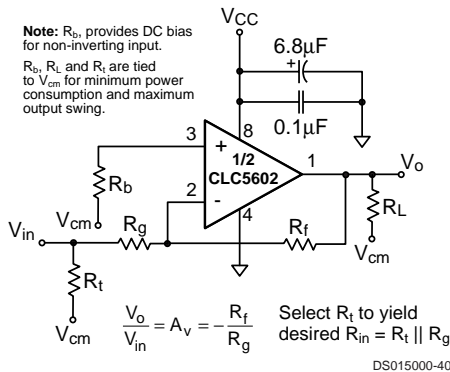 Note: Rb, provides DC bias
for non-inverting input.
Rb, RL and Rt are tied
to Vcm for minimum power
consumption and maximum
output swing.
VCC
6.8μF
+
0.1μF
3
+
8
1/2
CLC5602
1
Vo
Rb
2
-
4
RL
Vcm
Vin
Rg
Rf
Vcm
Rt
Vcm
Vo
Vin
= Av = -
Rf
Rg
Select Rt to yield
desired Rin = Rt || Rg
DS015000-40